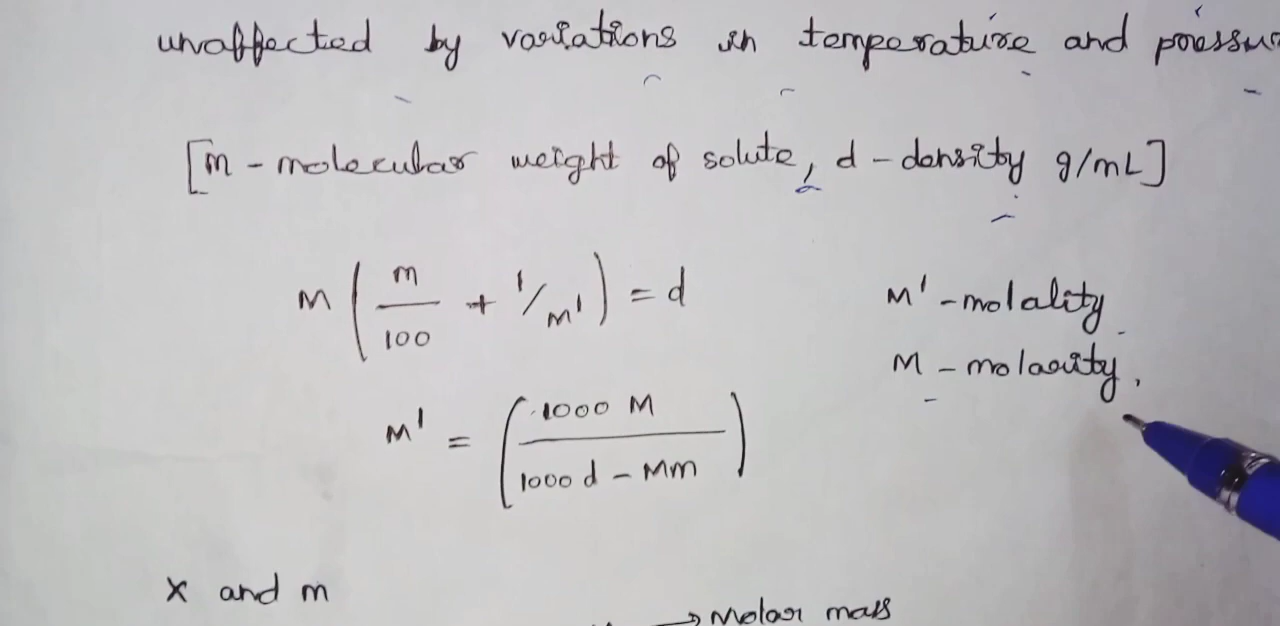 unaffected by variations in temperature and pressur
[m - molecular weight of solute, d - density g/mL]
M (m/100 + 1/M') = d
M' - molality
M - molarity.
M' = (1000 M / 1000 d - Mm)
x and m
→ Molar mass